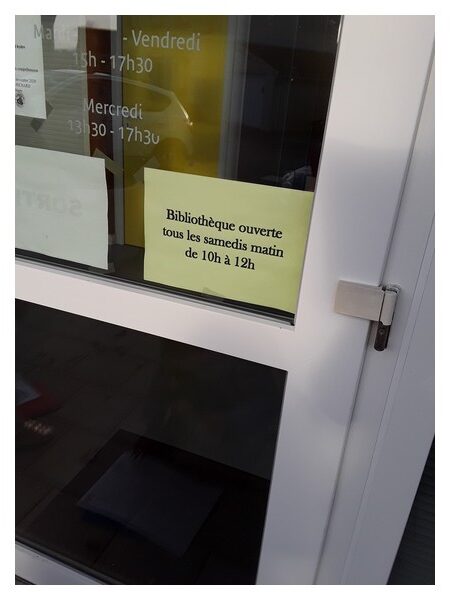 - Vendredi
15h - 17h30
Mercredi
13h30 - 17h30
Bibliothèque ouverte
tous les samedis matin
de 10h à 12h